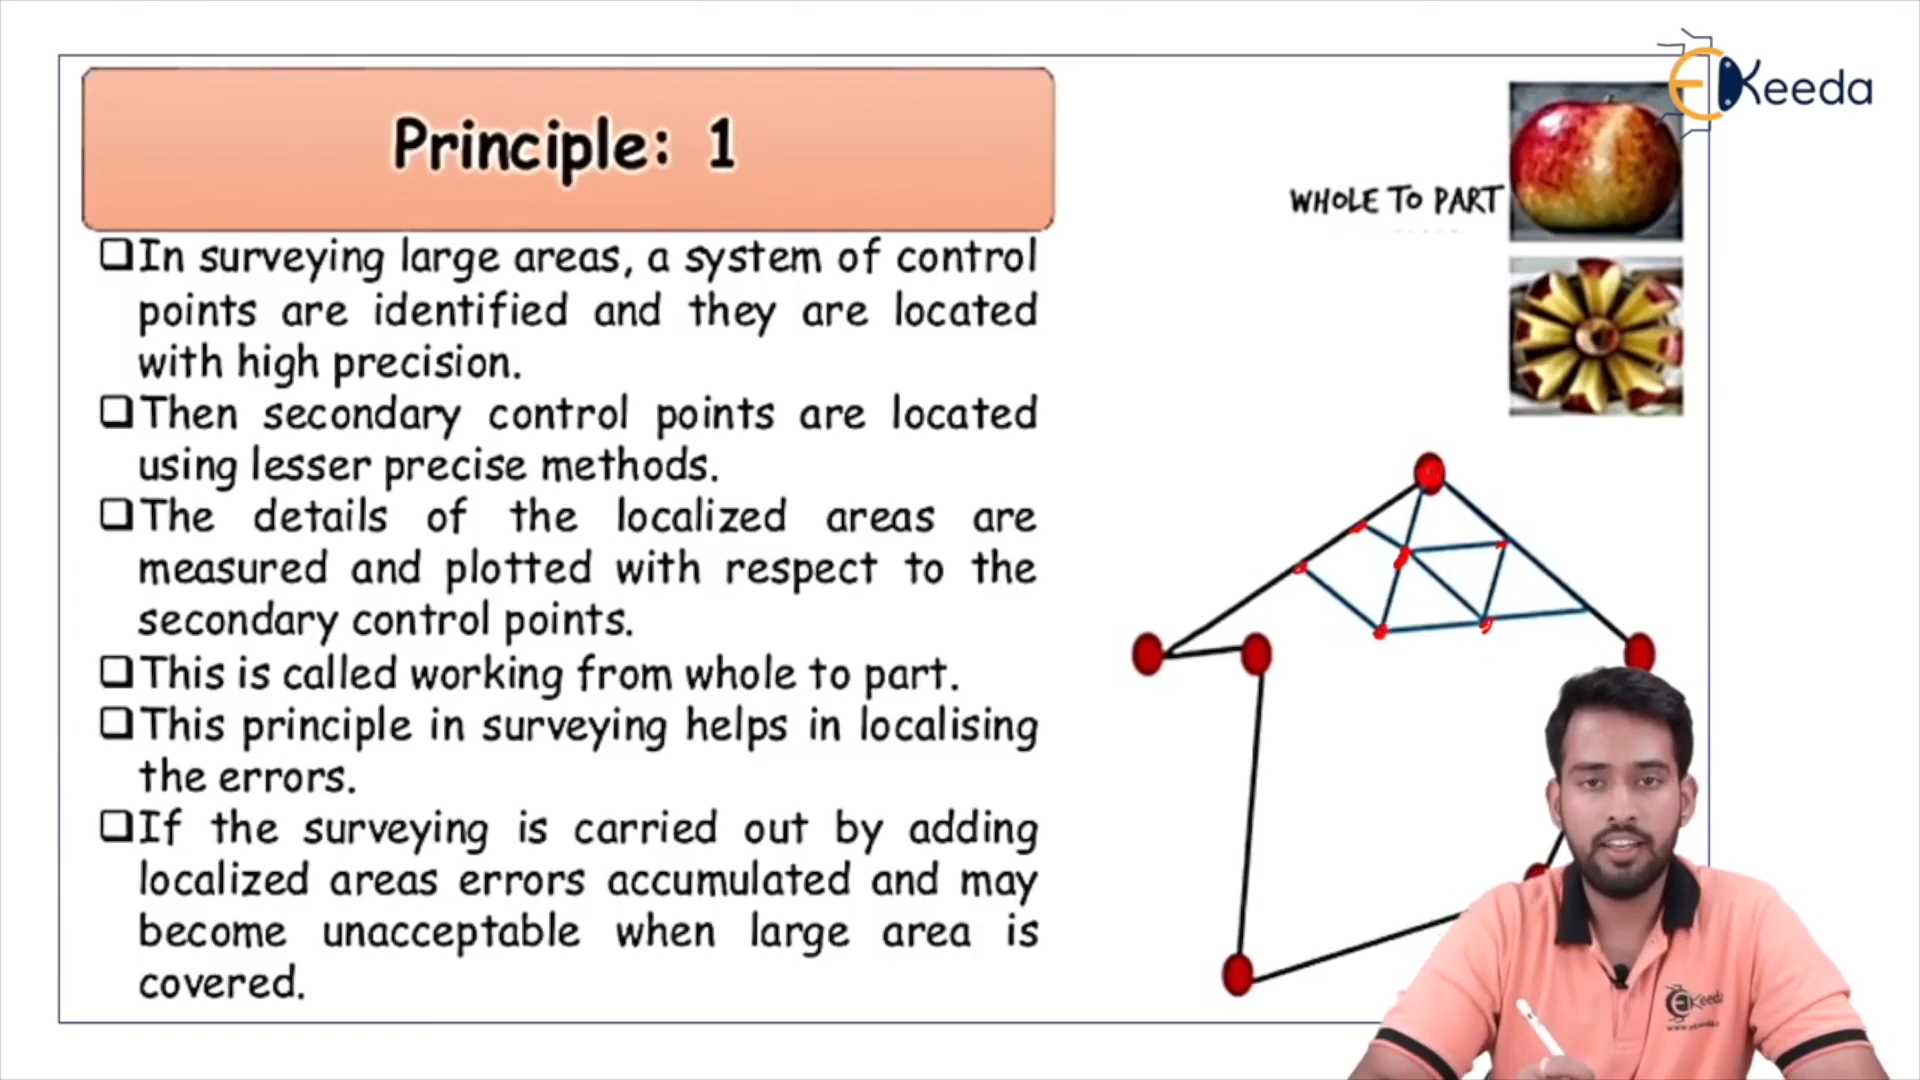 Principle: 1
In surveying large areas, a system of control
points are identified and they are located
with high precision.
Then secondary control points are located
using lesser precise methods.
The details of the localized areas are
measured and plotted with respect to the
secondary control points.
This is called working from whole to part.
This principle in surveying helps in localising
the errors.
If the surveying is carried out by adding
localized areas errors accumulated and may
become unacceptable when large area is
covered.
WHOLE TO PART
EKeeda
EKeeda